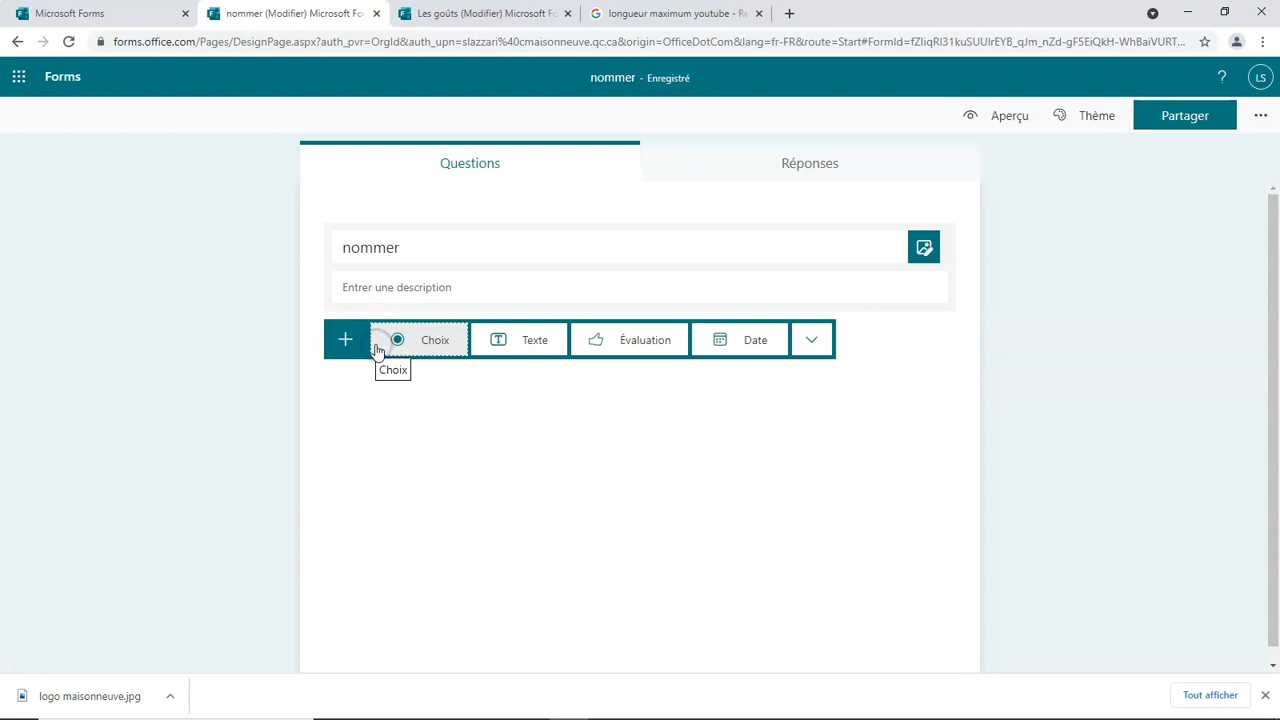 Microsoft Forms
nommer (Modifier) Microsoft Fo
Les goûts (Modifier) Microsoft Fo
longueur maximum youtube - Re
forms.office.com/Pages/DesignPage.aspx?auth_pvr=OrgId&auth_upn=slazzari%40cmaisonneuve.qc.ca&origin=OfficeDotCom&lang=fr-FR&route=Start#FormId=fZIiqRI31kuSUUIrEYB_qJm_nZd-gF5EiQkH-WhBaiVURT...
Forms
nommer - Enregistré
?
LS
Aperçu
Thème
Partager
Questions
Réponses
nommer
Entrer une description
Choix
Texte
Évaluation
Date
Choix
logo maisonneuve.jpg
Tout afficher